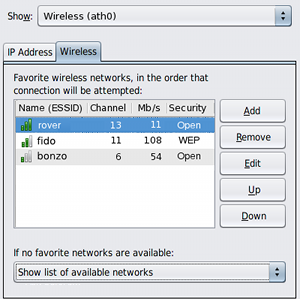 Show: Wireless (ath0)
IP Address Wireless
Favorite wireless networks, in the order that
connection will be attempted:
Name (ESSID) Channel Mb/s Security
rover 13 11 Open
fido 11 108 WEP
bonzo 6 54 Open
Add
Remove
Edit
Up
Down
If no favorite networks are available:
Show list of available networks